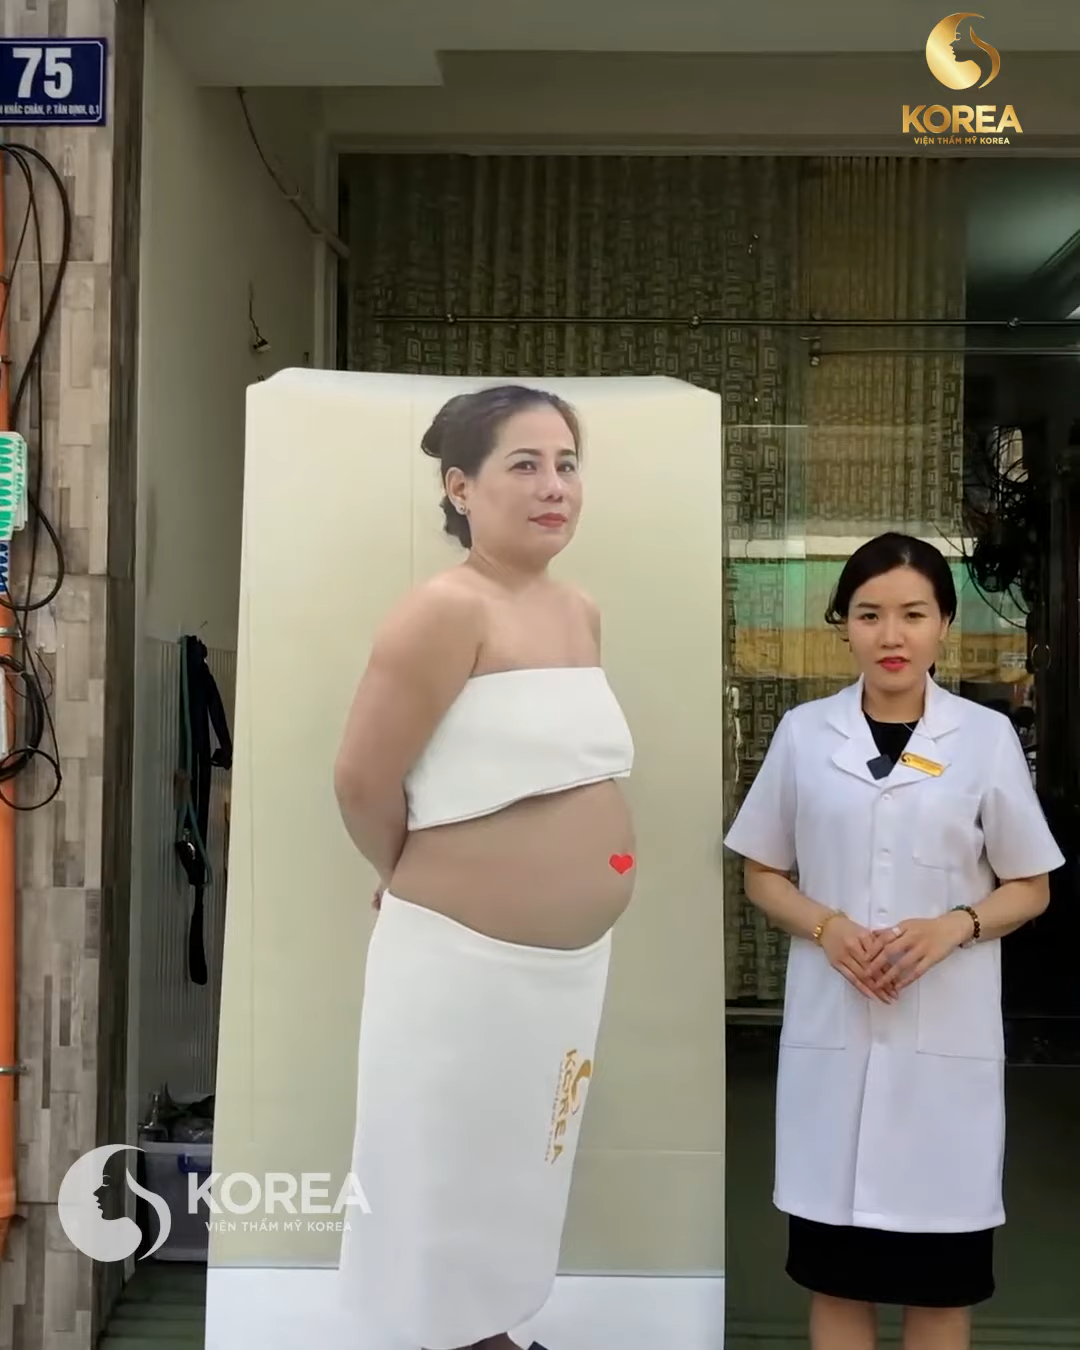 75
KHẮC CHÂN, P. TÂN ĐỊNH, Q.1
KOREA
VIỆN THẨM MỸ KOREA
KOREA
KOREA
VIỆN THẨM MỸ KOREA